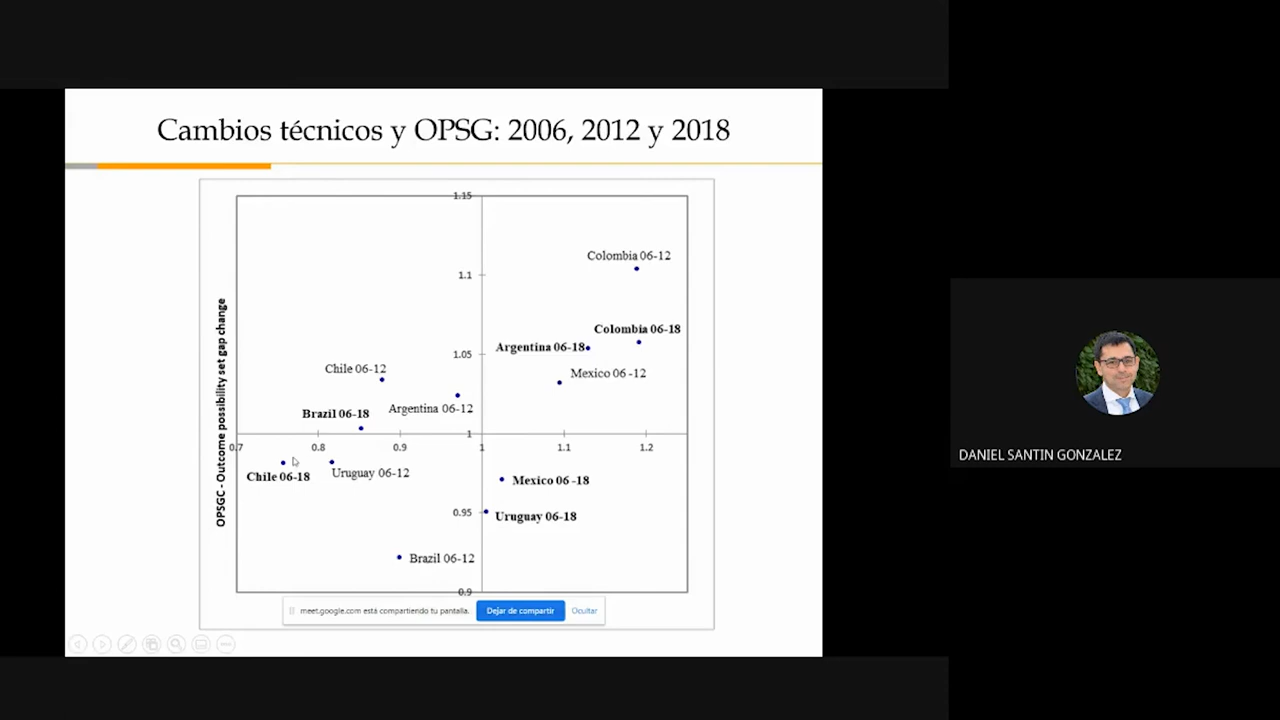 Cambios técnicos y OPSG: 2006, 2012 y 2018
OPSGC - Outcome possibility set gap change
1.15
Colombia 06-12
1.1
Colombia 06-18
Argentina 06-18
1.05
Mexico 06 -12
Chile 06-12
Argentina 06-12
Brazil 06-18
1
0.7
0.8
0.9
1
1.1
1.2
Chile 06-18
Uruguay 06-12
Mexico 06 -18
0.95
Uruguay 06-18
Brazil 06-12
0.9
meet.google.com está compartiendo tu pantalla.
Dejar de compartir
Ocultar
DANIEL SANTIN GONZALEZ